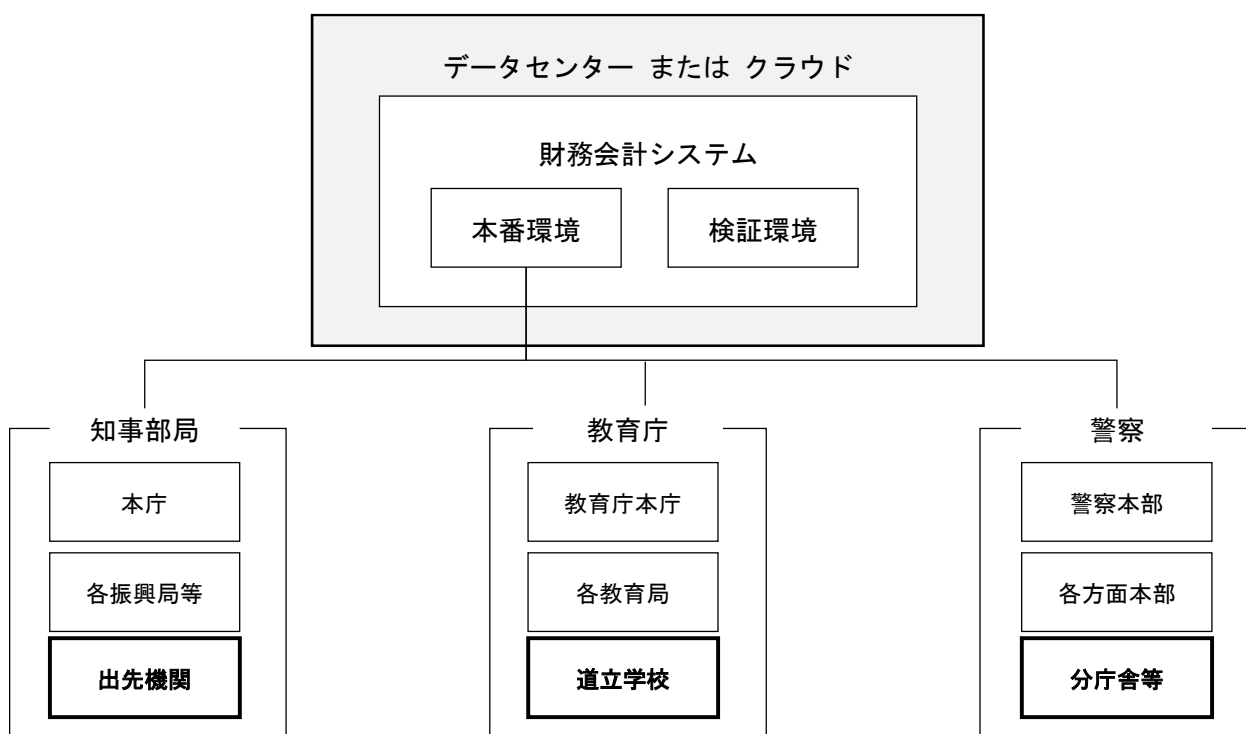 データセンター または クラウド
財務会計システム
本番環境
検証環境
知事部局
本庁
各振興局等
出先機関
教育庁
教育庁本庁
各教育局
道立学校
警察
警察本部
各方面本部
分庁舎等